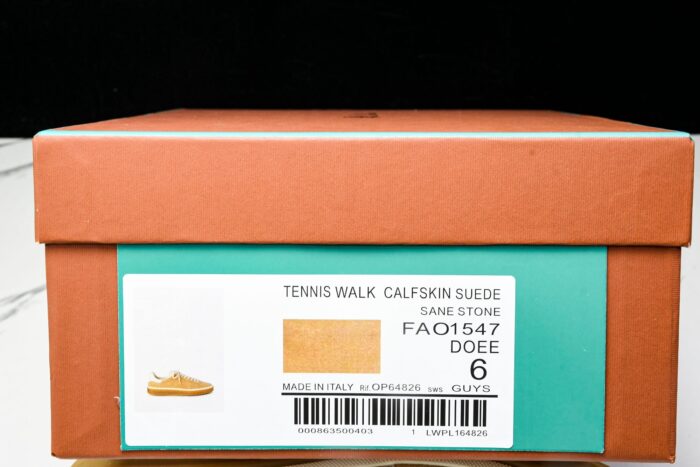 TENNIS WALK CALFSKIN SUEDE
SANE STONE
FAO1547
DOEE
6
MADE IN ITALY Rif. OP64826 SWS GUYS
000863500403 1 LWPL164826